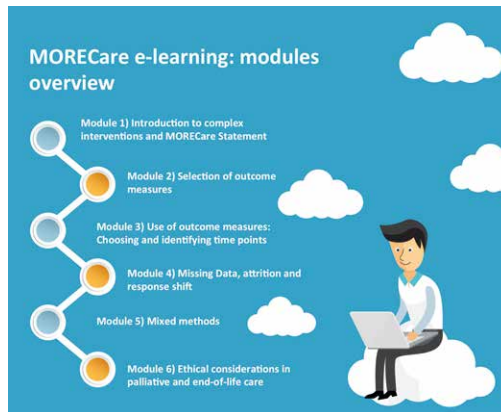 MORECare e-learning: modules
overview
Module 1) Introduction to complex
interventions and MORECare Statement
Module 2) Selection of outcome
measures
Module 3) Use of outcome measures:
Choosing and identifying time points
Module 4) Missing Data, attrition and
response shift
Module 5) Mixed methods
Module 6) Ethical considerations in
palliative and end-of-life care